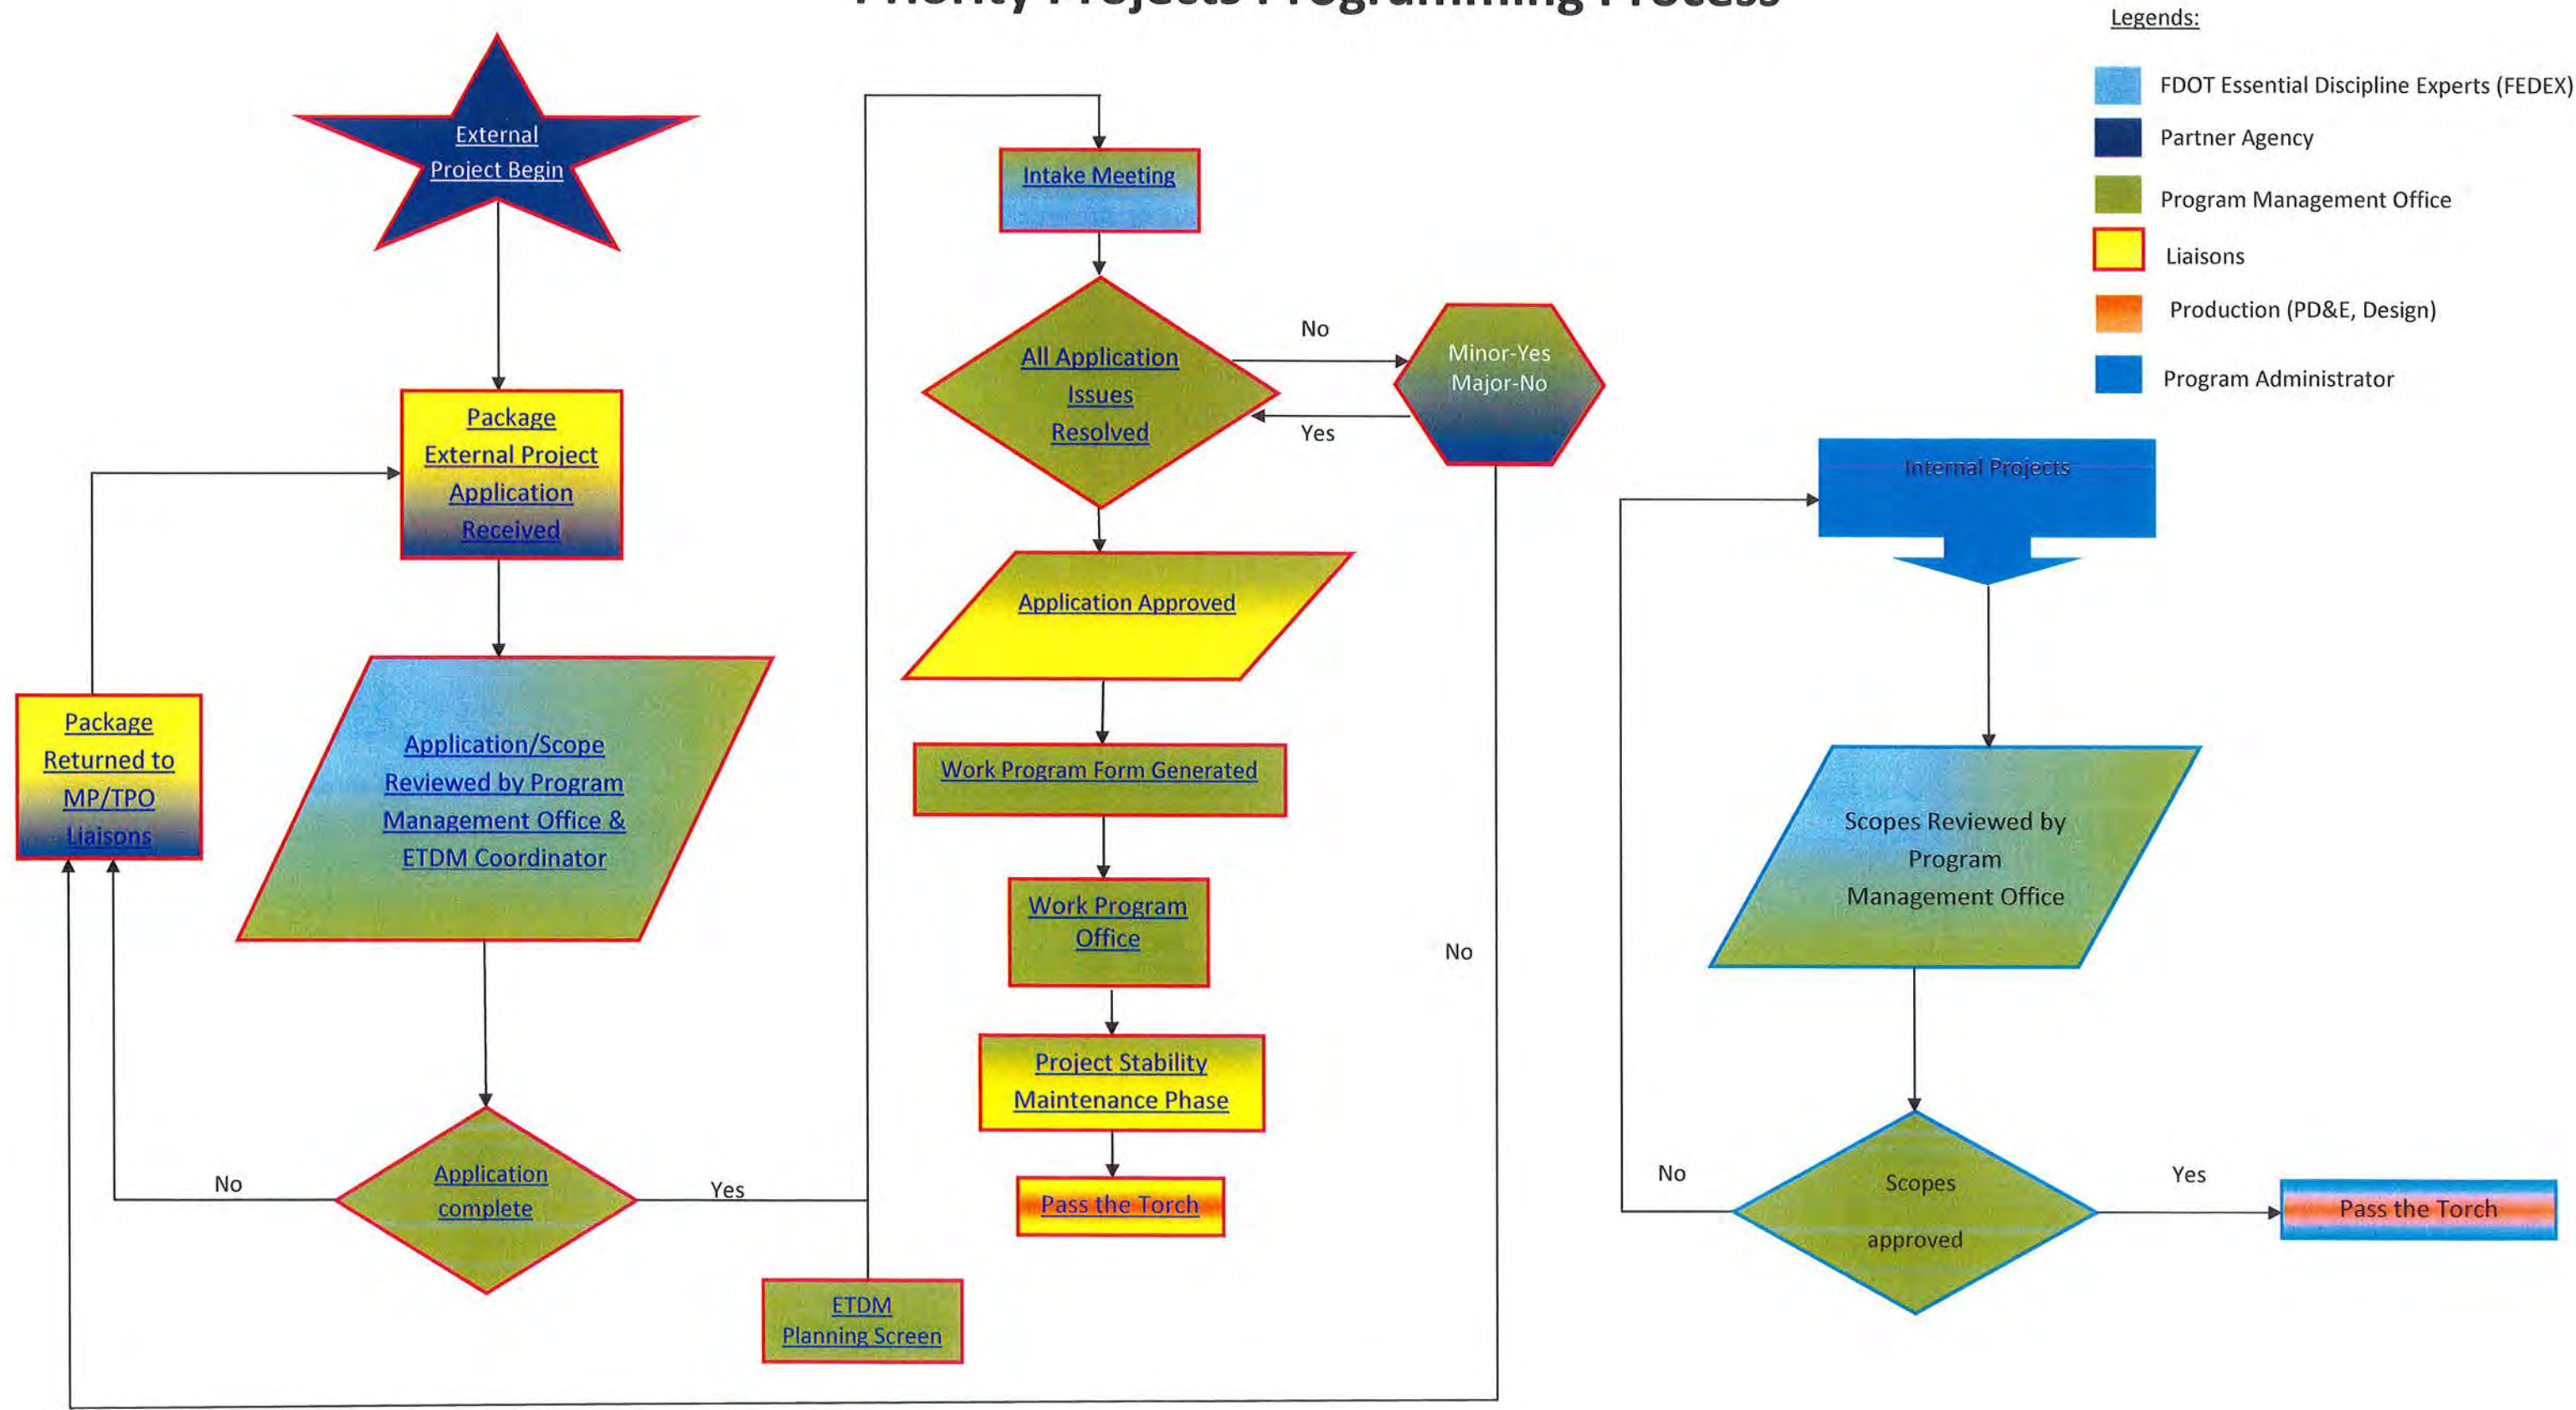 Priority Projects Programming Process
Legends:
FDOT Essential Discipline Experts (FEDEX)
Partner Agency
Program Management Office
Liaisons
Production (PD&E, Design)
Program Administrator
External
Project Begin
Package
External Project
Application
Received
Package
Returned to
MP/TPO
Liaisons
Application/Scope
Reviewed by Program
Management Office &
ETDM Coordinator
Application
complete
No
Yes
ETDM
Planning Screen
Intake Meeting
All Application
Issues
Resolved
No
Yes
Minor-Yes
Major-No
No
Application Approved
Work Program Form Generated
Work Program
Office
Project Stability
Maintenance Phase
Pass the Torch
Internal Projects
Scopes Reviewed by
Program
Management Office
Scopes
approved
No
Yes
Pass the Torch